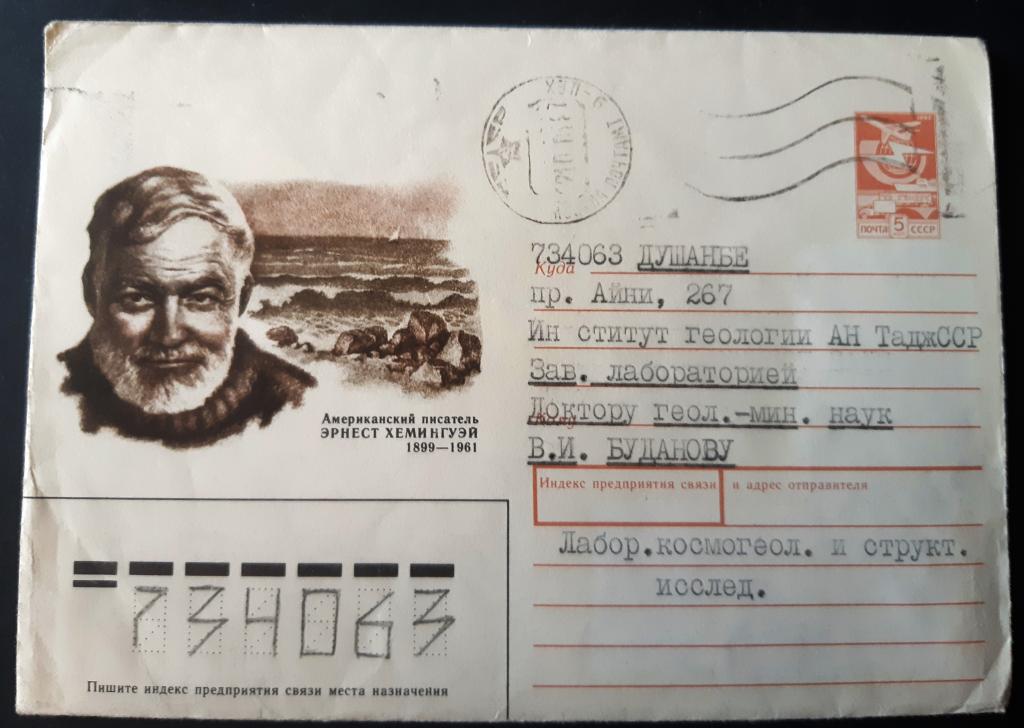 ПОЧТА 5 СССР
734063 ДУШАНБЕ
Куда
пр. Айни, 267
Ин ститут геологии АН ТаджССР
Зав. лабораторией
Доктору геол.-мин. наук
В.И. БУДАНОВУ
Американский писатель
ЭРНЕСТ ХЕМИНГУЭЙ
1899—1961
Индекс предприятия связи и адрес отправителя
Лабор.космогеол. и структ.
исслед.
734063
Пишите индекс предприятия связи места назначения